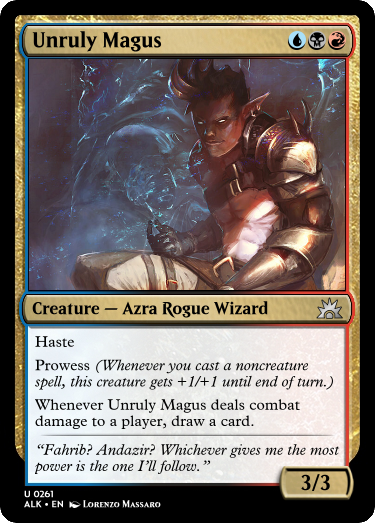 Unruly Magus
Creature — Azra Rogue Wizard
Haste
Prowess (Whenever you cast a noncreature
spell, this creature gets +1/+1 until end of turn.)
Whenever Unruly Magus deals combat
damage to a player, draw a card.
“Fahrib? Andazir? Whichever gives me the most
power is the one I’ll follow.”
3/3
U 0261
ALK • EN Lorenzo Massaro